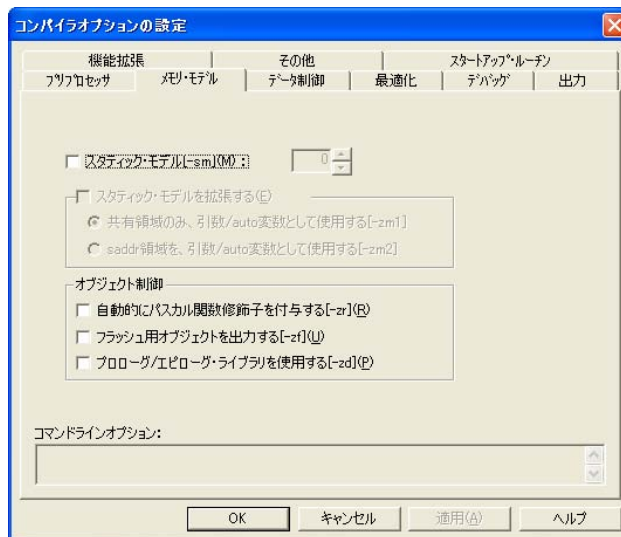 コンパイラオプションの設定
機能拡張 その他 スタートアップ・ルーチン
プリプロセッサ メモリ・モデル データ制御 最適化 デバッグ 出力
スタティック・モデル[-sm](M) : 0
スタティック・モデルを拡張する(E)
共有領域のみ、引数/auto変数として使用する[-zm1]
saddr領域を、引数/auto変数として使用する[-zm2]
オブジェクト制御
自動的にパスカル関数修飾子を付与する[-zr](R)
フラッシュ用オブジェクトを出力する[-zf](U)
プロローグ/エピローグ・ライブラリを使用する[-zd](P)
コマンドラインオプション:
OK キャンセル 適用(A) ヘルプ